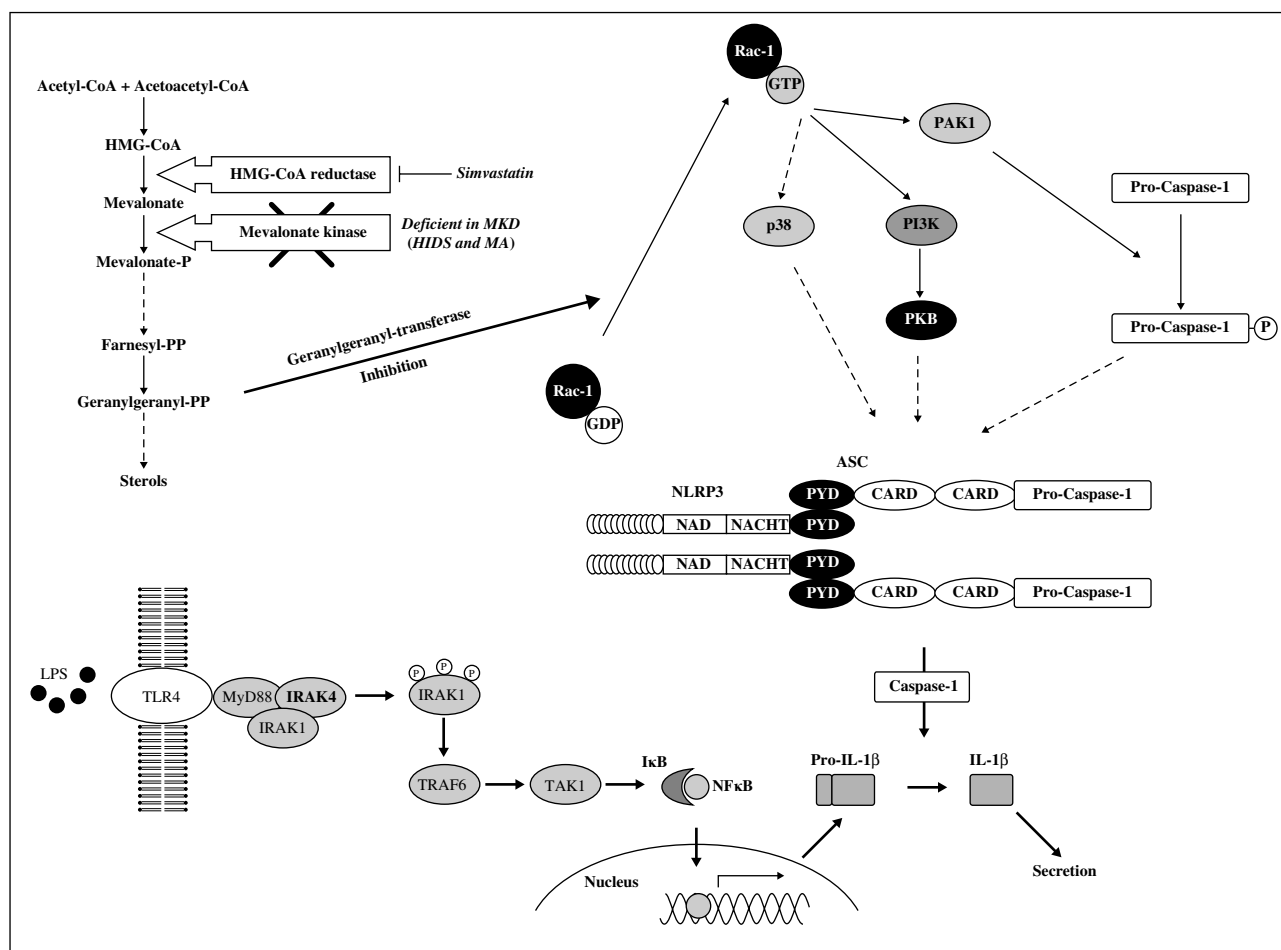 Acetyl-CoA + Acetoacetyl-CoA
HMG-CoA
HMG-CoA reductase
Simvastatin
Mevalonate
Mevalonate kinase
Deficient in MKD
(HIDS and MA)
Mevalonate-P
Farnesyl-PP
Geranylgeranyl-PP
Sterols
Geranylgeranyl-transferase
Inhibition
Rac-1
GDP
Rac-1
GTP
PAK1
p38
PI3K
PKB
Pro-Caspase-1
Pro-Caspase-1
P
ASC
NLRP3
PYD
CARD
CARD
Pro-Caspase-1
NAD
NACHT
PYD
NAD
NACHT
PYD
PYD
CARD
CARD
Pro-Caspase-1
LPS
TLR4
MyD88
IRAK4
IRAK1
P
P
P
IRAK1
TRAF6
TAK1
IκB
NFκB
Nucleus
Caspase-1
Pro-IL-1β
IL-1β
Secretion